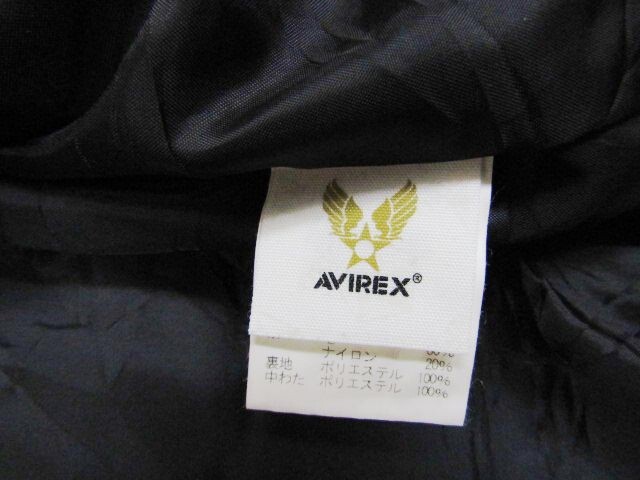 AVIREX®
ナイロン 20%
裏地 ポリエステル 100%
中わた ポリエステル 100%